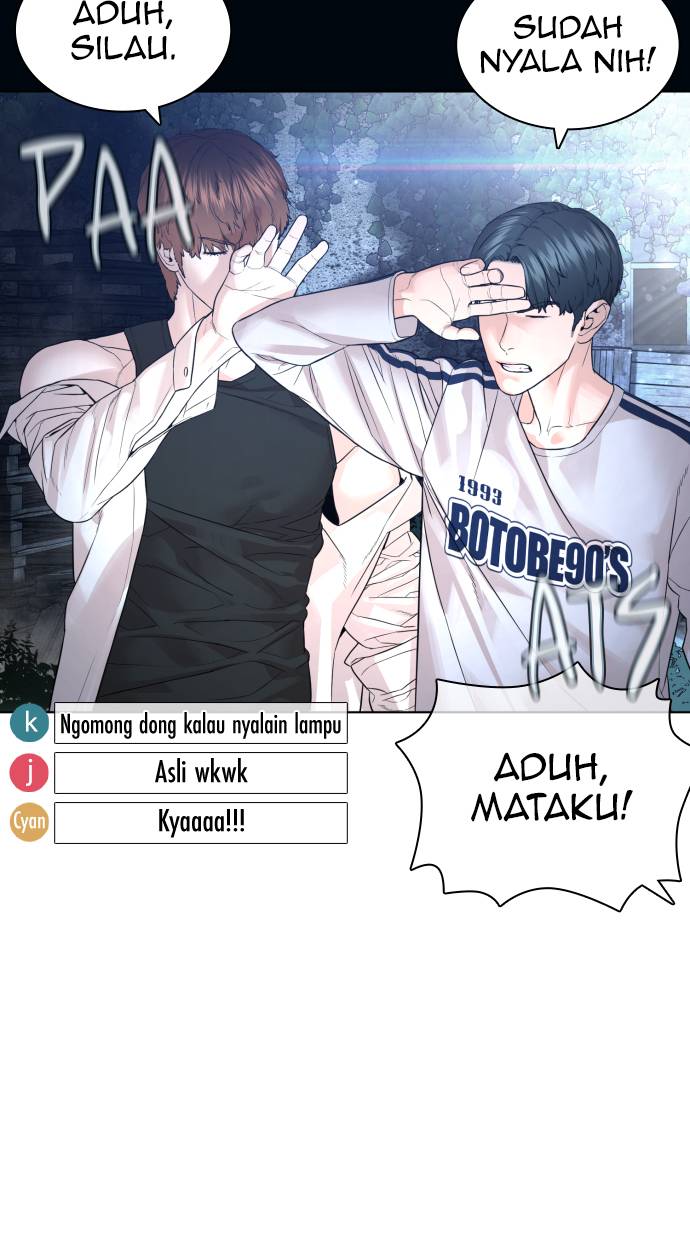 ADUH,
SILAU.
SUDAH
NYALA NIH!
PAA
1993
BOTOBE90'S
ATS
k
Ngomong dong kalau nyalain lampu
j
Asli wkwk
Cyan
Kyaaaa!!!
ADUH,
MATAKU!